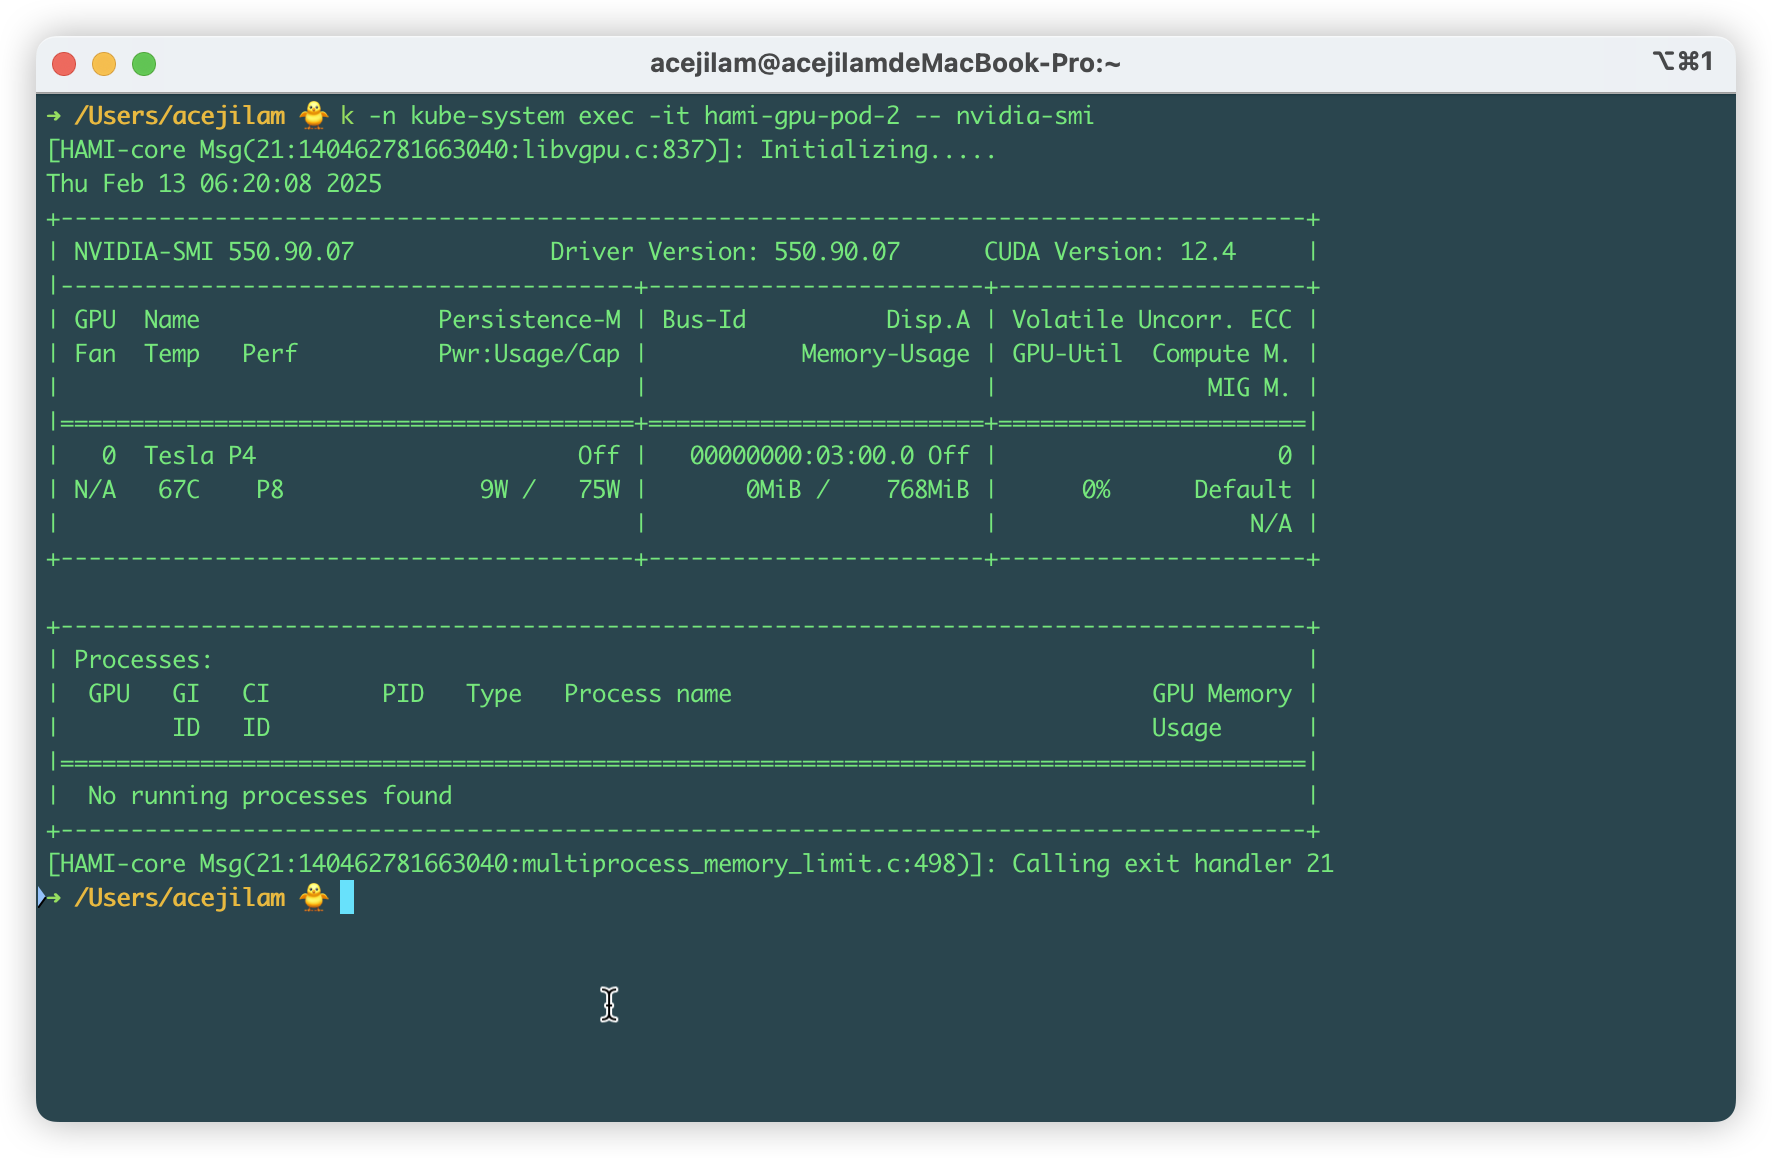 acejilam@acejilamdeMacBook-Pro:~ ⌥⌘1
➜ /Users/acejilam 🐥 k -n kube-system exec -it hami-gpu-pod-2 -- nvidia-smi
[HAMI-core Msg(21:140462781663040:libvgpu.c:837)]: Initializing.....
Thu Feb 13 06:20:08 2025
+-----------------------------------------------------------------------------------------+
| NVIDIA-SMI 550.90.07              Driver Version: 550.90.07      CUDA Version: 12.4     |
|-----------------------------------------+------------------------+----------------------+
| GPU  Name                 Persistence-M | Bus-Id          Disp.A | Volatile Uncorr. ECC |
| Fan  Temp   Perf          Pwr:Usage/Cap |           Memory-Usage | GPU-Util  Compute M. |
|                                         |                        |               MIG M. |
|=========================================+========================+======================|
|   0  Tesla P4                       Off |   00000000:03:00.0 Off |                    0 |
| N/A   67C    P8              9W /   75W |       0MiB /    768MiB |      0%      Default |
|                                         |                        |                  N/A |
+-----------------------------------------+------------------------+----------------------+
+-----------------------------------------------------------------------------------------+
| Processes:                                                                              |
|  GPU   GI   CI        PID   Type   Process name                              GPU Memory |
|        ID   ID                                                               Usage      |
|=========================================================================================|
|  No running processes found                                                             |
+-----------------------------------------------------------------------------------------+
[HAMI-core Msg(21:140462781663040:multiprocess_memory_limit.c:498)]: Calling exit handler 21
➜ /Users/acejilam 🐥